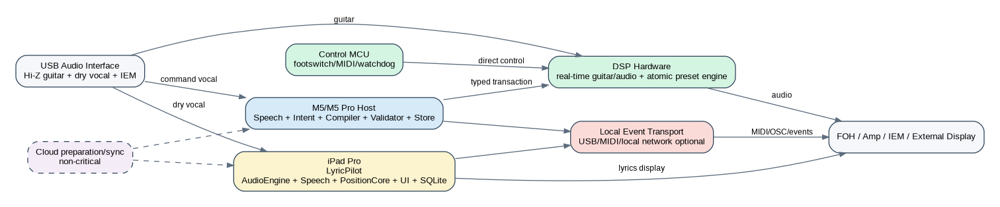 guitar
Control MCU
footswitch/MIDI/watchdog
direct control
USB Audio Interface
Hi-Z guitar + dry vocal + IEM
DSP Hardware
real-time guitar/audio + atomic preset engine
command vocal
typed transaction
dry vocal
M5/M5 Pro Host
Speech + Intent + Compiler + Validator + Store
audio
Local Event Transport
USB/MIDI/local network optional
MIDI/OSC/events
FOH / Amp / IEM / External Display
Cloud preparation/sync
non-critical
iPad Pro
LyricPilot
AudioEngine + Speech + PositionCore + UI + SQLite
lyrics display